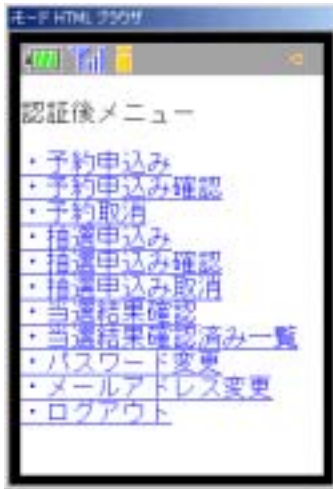 iモード HTML ブラウザ
認証後メニュー
・予約申込み
・予約申込み確認
・予約取消
・抽選申込み
・抽選申込み確認
・抽選申込み取消
・当選結果確認
・当選結果確認済み一覧
・パスワード変更
・メールアドレス変更
・ログアウト